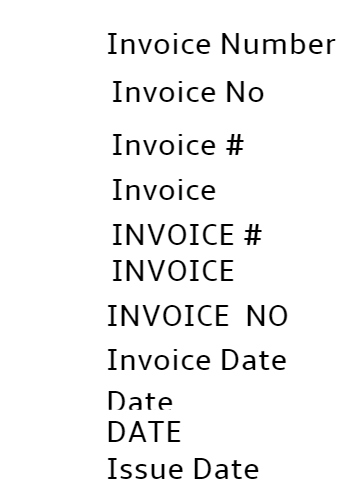 Invoice Number
Invoice No
Invoice #
Invoice
INVOICE #
INVOICE
INVOICE NO
Invoice Date
Date
DATE
Issue Date